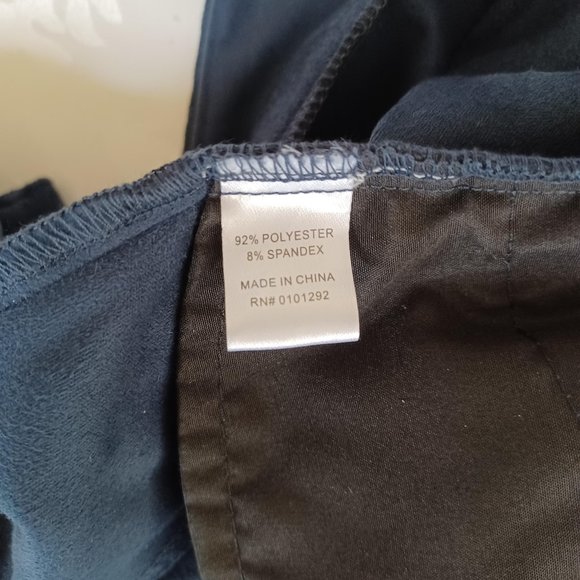 92% POLYESTER
8% SPANDEX
MADE IN CHINA
RN# 0101292